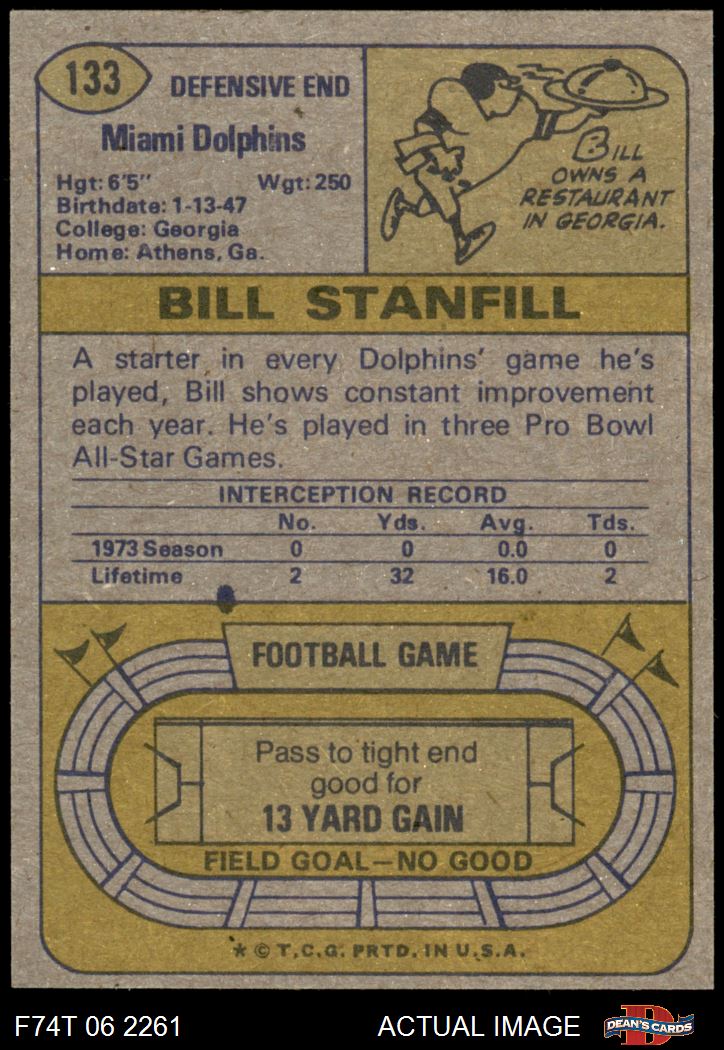 133
DEFENSIVE END
Miami Dolphins
Hgt: 6'5" Wgt: 250
Birthdate: 1-13-47
College: Georgia
Home: Athens, Ga.
BILL
OWNS A
RESTAURANT
IN GEORGIA.
BILL STANFILL
A starter in every Dolphins' game he's
played, Bill shows constant improvement
each year. He's played in three Pro Bowl
All-Star Games.
INTERCEPTION RECORD
No. Yds. Avg. Tds.
1973 Season 0 0 0.0 0
Lifetime 2 32 16.0 2
FOOTBALL GAME
Pass to tight end
good for
13 YARD GAIN
FIELD GOAL—NO GOOD
* © T.C.G. PRTD. IN U.S.A.
F74T 06 2261 ACTUAL IMAGE
D
DEAN'S CARDS